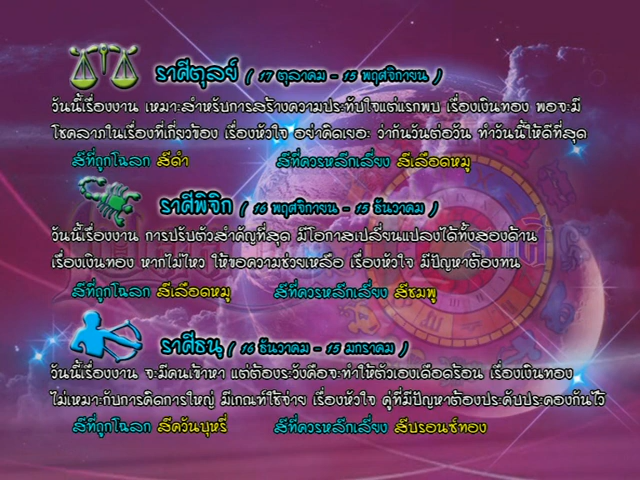 ราศีตุลย์ ( 17 ตุลาคม - 15 พฤศจิกายน )
วันนี้เรื่องงาน เหมาะสำหรับการสร้างความประทับใจแต่แรกพบ เรื่องเงินทอง พอจะมี
โชคลาภในเรื่องที่เกี่ยวข้อง เรื่องหัวใจ อย่าคิดเยอะ ว่ากันวันต่อวัน ทำวันนี้ให้ดีที่สุด
สีที่ถูกโฉลก สีดำ สีที่ควรหลีกเลี่ยง สีเลือดหมู
ราศีพิจิก ( 16 พฤศจิกายน - 15 ธันวาคม )
วันนี้เรื่องงาน การปรับตัวสำคัญที่สุด มีโอกาสเปลี่ยนแปลงได้ทั้งสองด้าน
เรื่องเงินทอง หากไม่ไหว ให้ขอความช่วยเหลือ เรื่องหัวใจ มีปัญหาต้องทน
สีที่ถูกโฉลก สีเลือดหมู สีที่ควรหลีกเลี่ยง สีชมพู
ราศีธนู ( 16 ธันวาคม - 15 มกราคม )
วันนี้เรื่องงาน จะมีคนเข้าหา แต่ต้องระวังคือจะทำให้ตัวเองเดือดร้อน เรื่องเงินทอง
ไม่เหมาะกับการคิดการใหญ่ มีเกณฑ์ใช้จ่าย เรื่องหัวใจ คู่ที่มีปัญหาต้องประคับประคองกันไว้
สีที่ถูกโฉลก สีควันบุหรี่ สีที่ควรหลีกเลี่ยง สีบรอนซ์ทอง